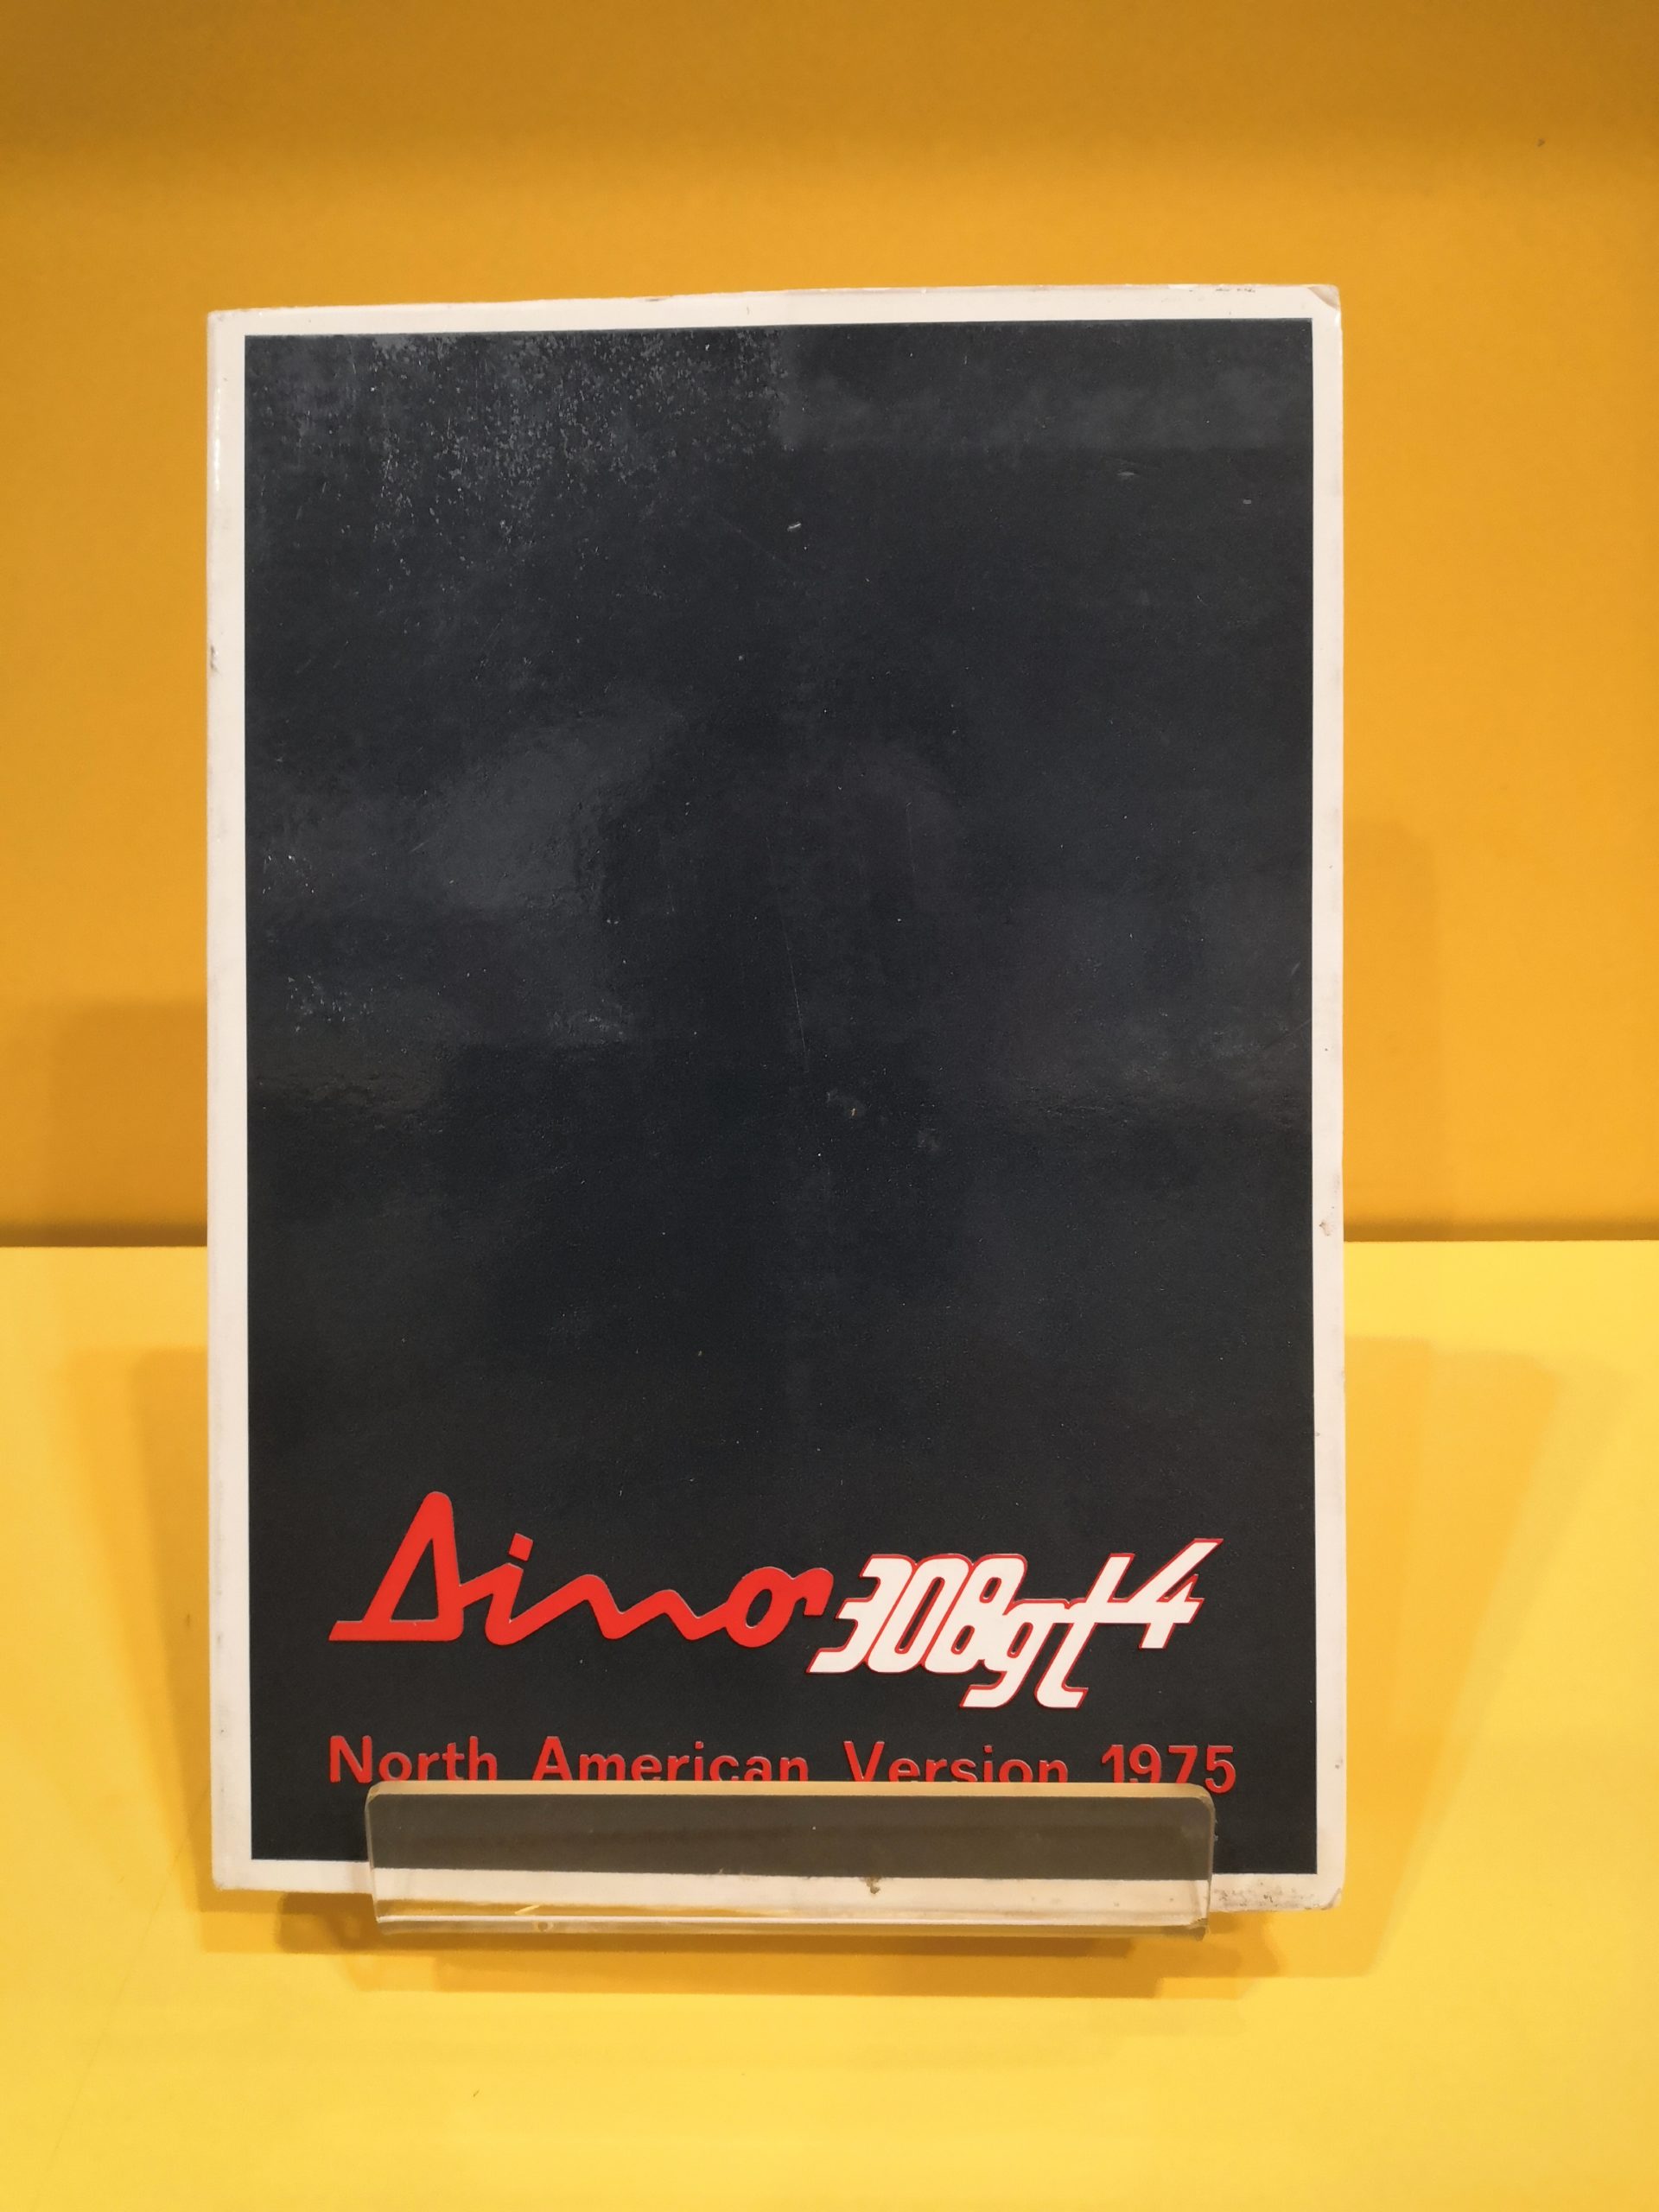 Dino 308gt4
North American Version 1975